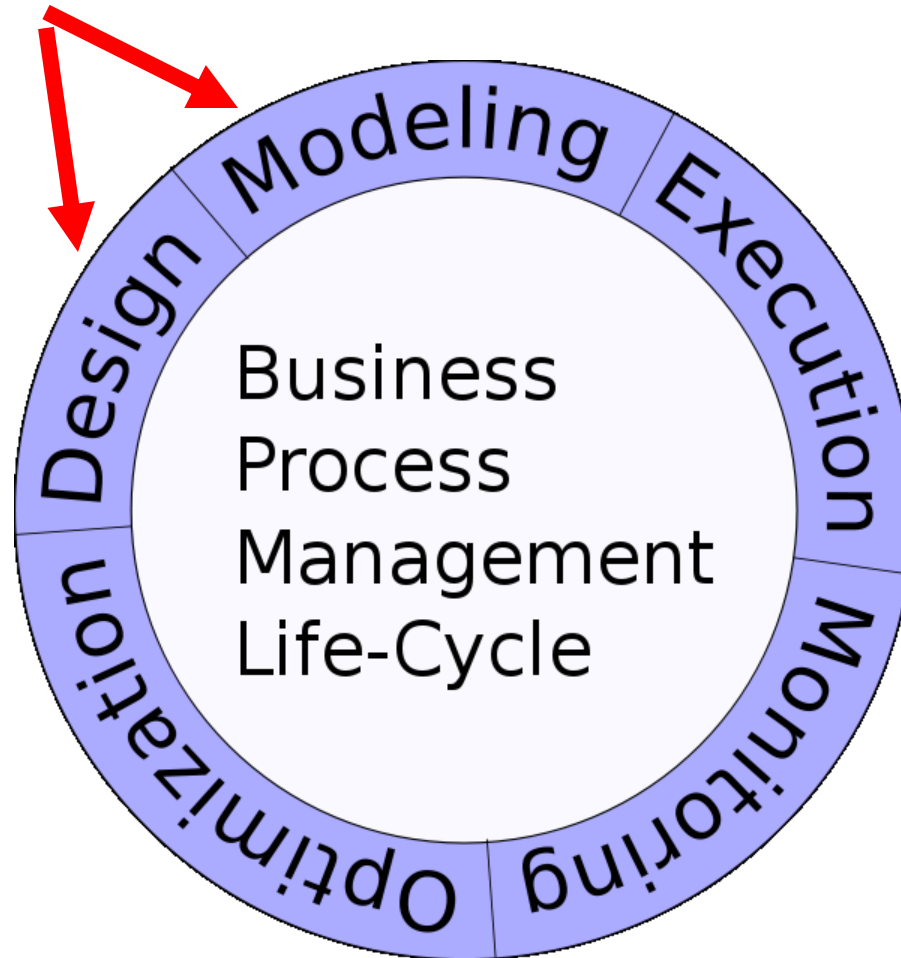 Design
Modeling
Execution
Monitoring
Optimization
Business
Process
Management
Life-Cycle